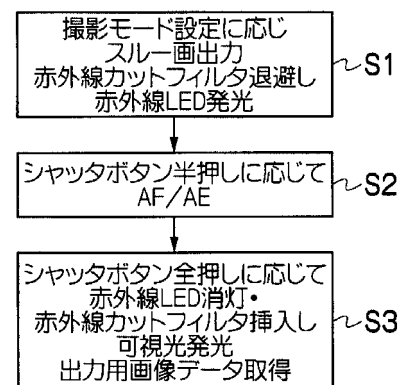 撮影モード設定に応じ
スルー画出力
赤外線カットフィルタ退避し
赤外線LED発光
S1
シャッタボタン半押しに応じて
AF/AE
S2
シャッタボタン全押しに応じて
赤外線LED消灯・
赤外線カットフィルタ挿入し
可視光発光
出力用画像データ取得
S3